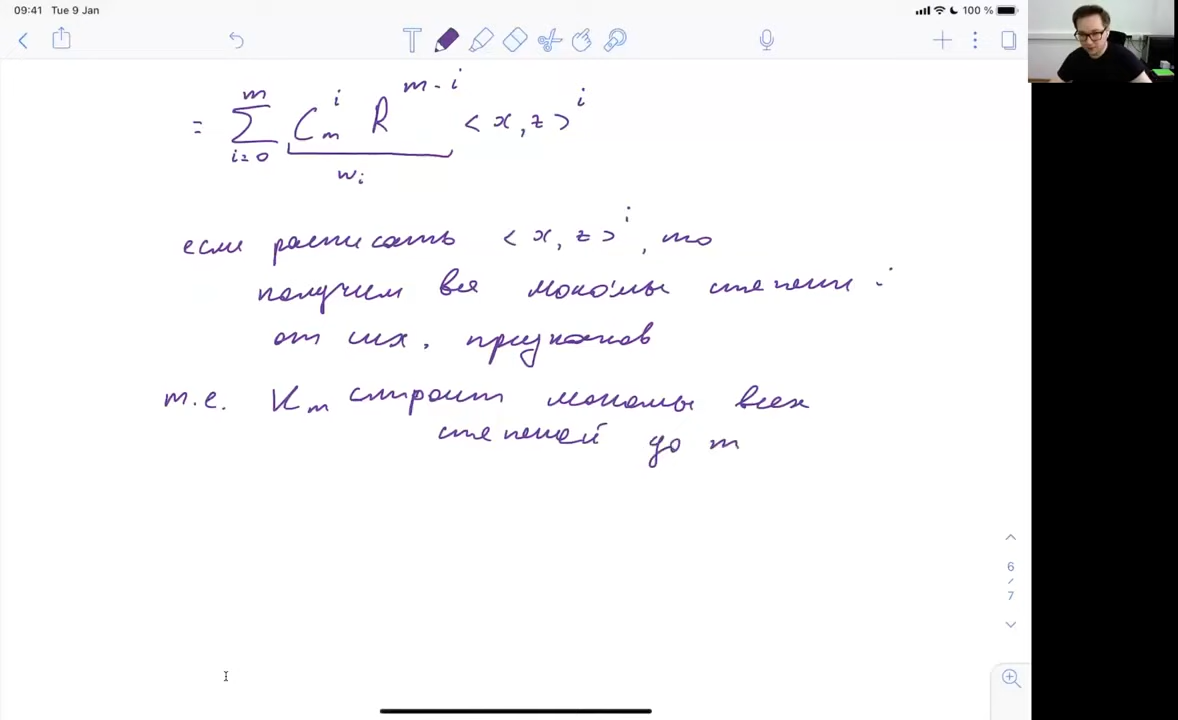 09:41 Tue 9 Jan 100 %
T
m
= ∑ C_m^i R^{m-i} <x, z>^i
i=0
w_i
если расписать <x, z>^i, то
получим все мономы степени i
от исх. признаков
т.е. K_m строит мономы всех
степеней до m
6
/
7